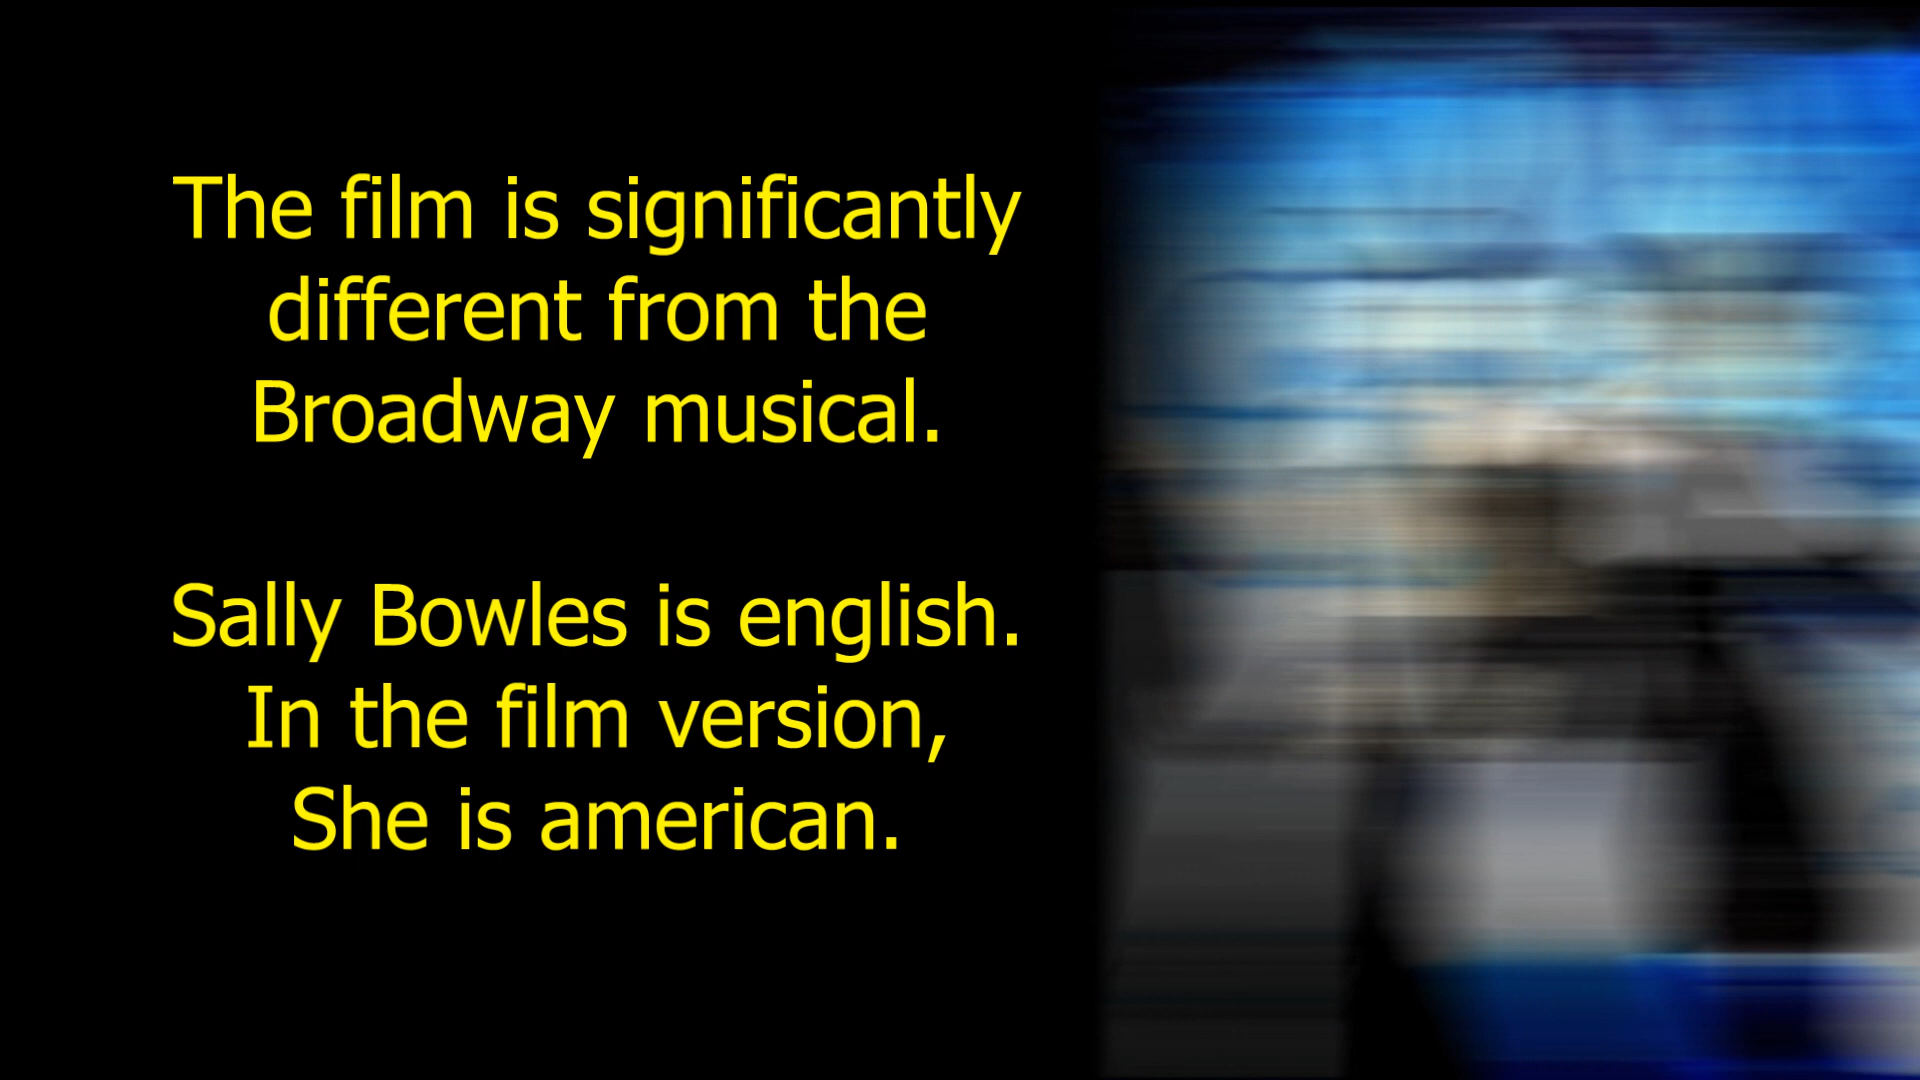 The film is significantly
different from the
Broadway musical.
Sally Bowles is english.
In the film version,
She is american.